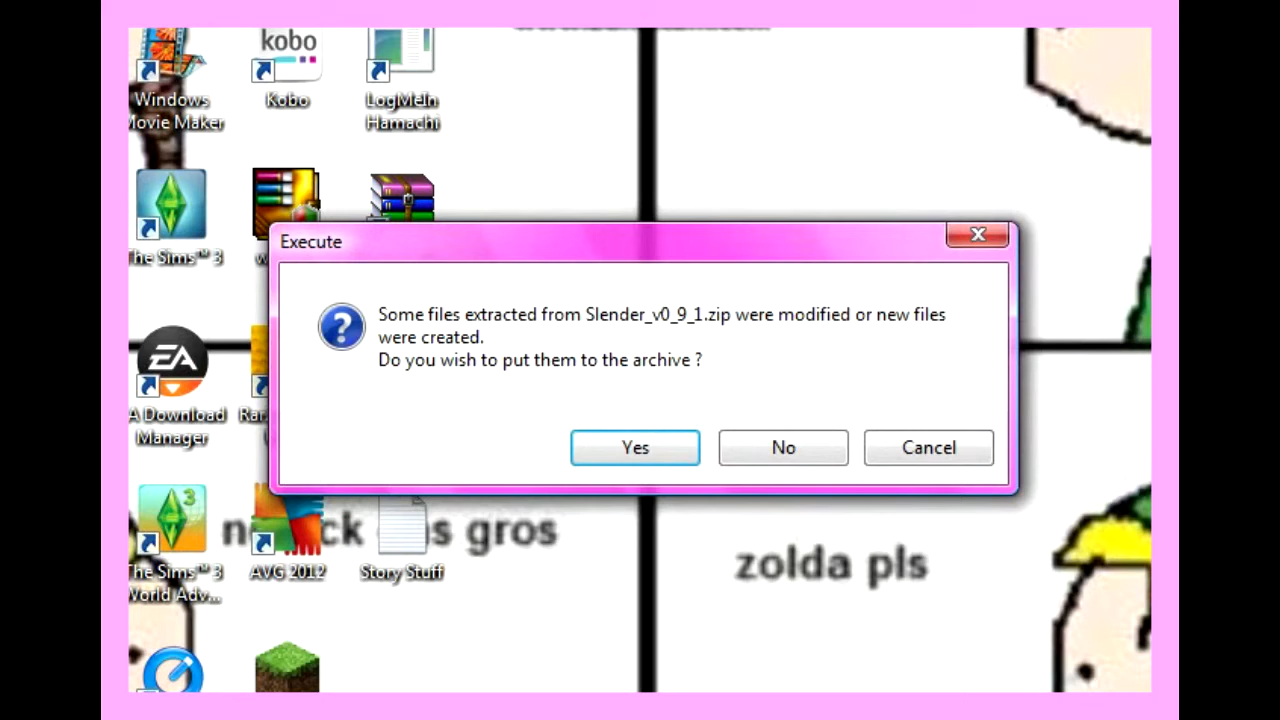 kobo
Windows
Movie Maker
Kobo
LogMeIn
Hamachi
The Sims™ 3
Execute
Some files extracted from Slender_v0_9_1.zip were modified or new files
were created.
Do you wish to put them to the archive ?
Yes
No
Cancel
EA
A Download
Manager
3
gros
zolda pls
The Sims™ 3
World Adv...
AVG 2012
Story Stuff